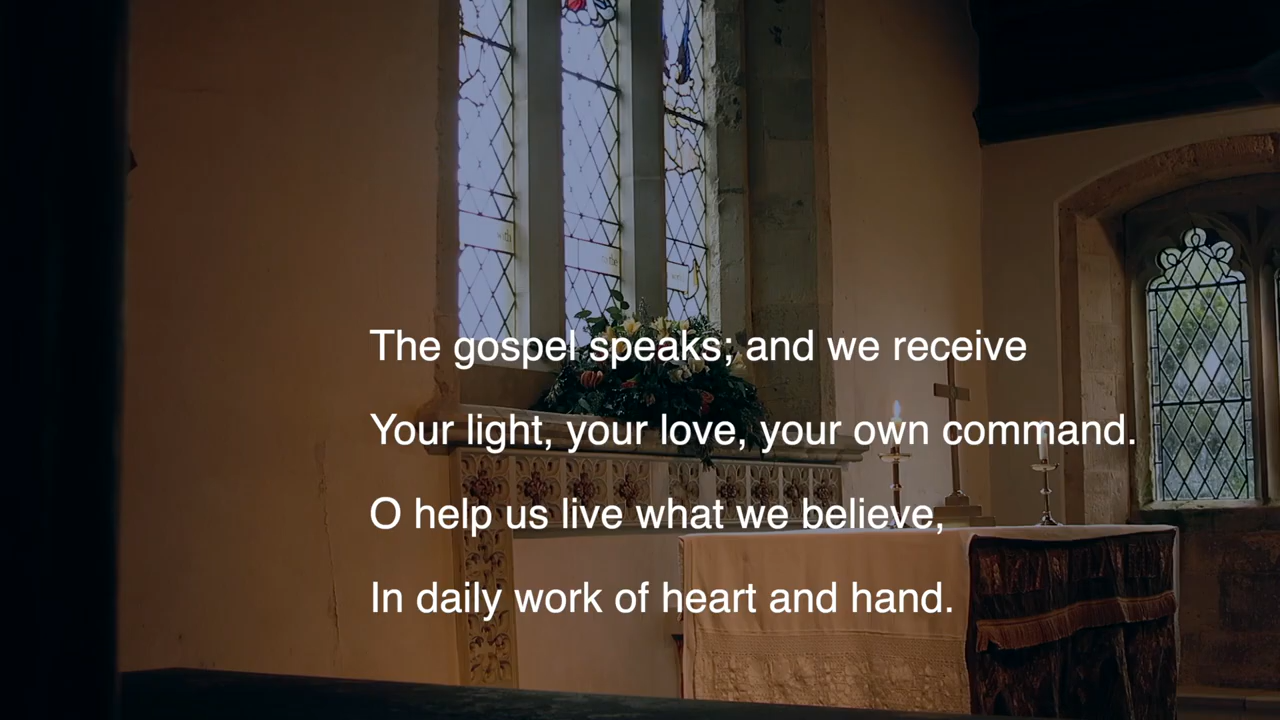 The gospel speaks; and we receive
Your light, your love, your own command.
O help us live what we believe,
In daily work of heart and hand.